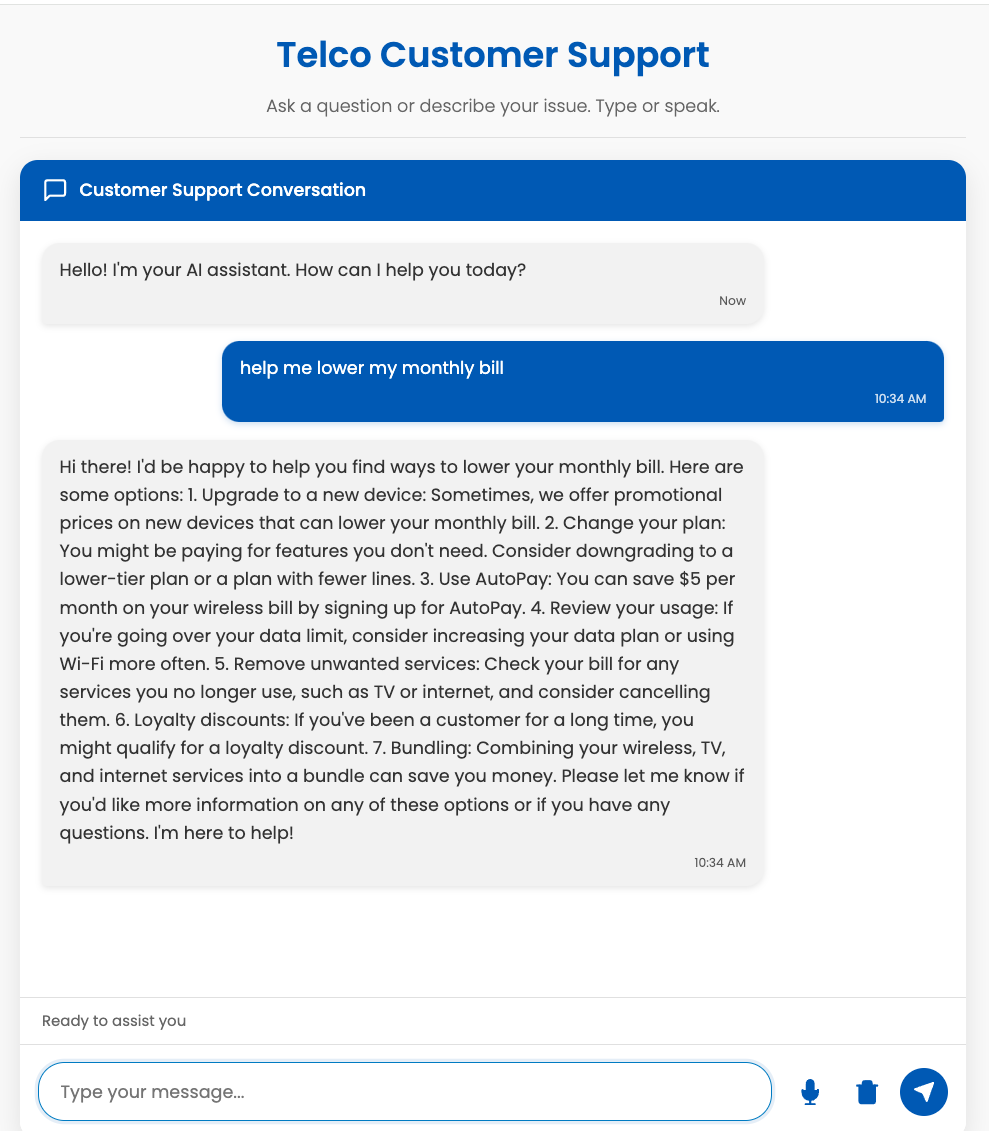 Telco Customer Support
Ask a question or describe your issue. Type or speak.
Customer Support Conversation
Hello! I'm your AI assistant. How can I help you today?
Now
help me lower my monthly bill
10:34 AM
Hi there! I'd be happy to help you find ways to lower your monthly bill. Here are
some options: 1. Upgrade to a new device: Sometimes, we offer promotional
prices on new devices that can lower your monthly bill. 2. Change your plan:
You might be paying for features you don't need. Consider downgrading to a
lower-tier plan or a plan with fewer lines. 3. Use AutoPay: You can save $5 per
month on your wireless bill by signing up for AutoPay. 4. Review your usage: If
you're going over your data limit, consider increasing your data plan or using
Wi-Fi more often. 5. Remove unwanted services: Check your bill for any
services you no longer use, such as TV or internet, and consider cancelling
them. 6. Loyalty discounts: If you've been a customer for a long time, you
might qualify for a loyalty discount. 7. Bundling: Combining your wireless, TV,
and internet services into a bundle can save you money. Please let me know if
you'd like more information on any of these options or if you have any
questions. I'm here to help!
10:34 AM
Ready to assist you
Type your message...